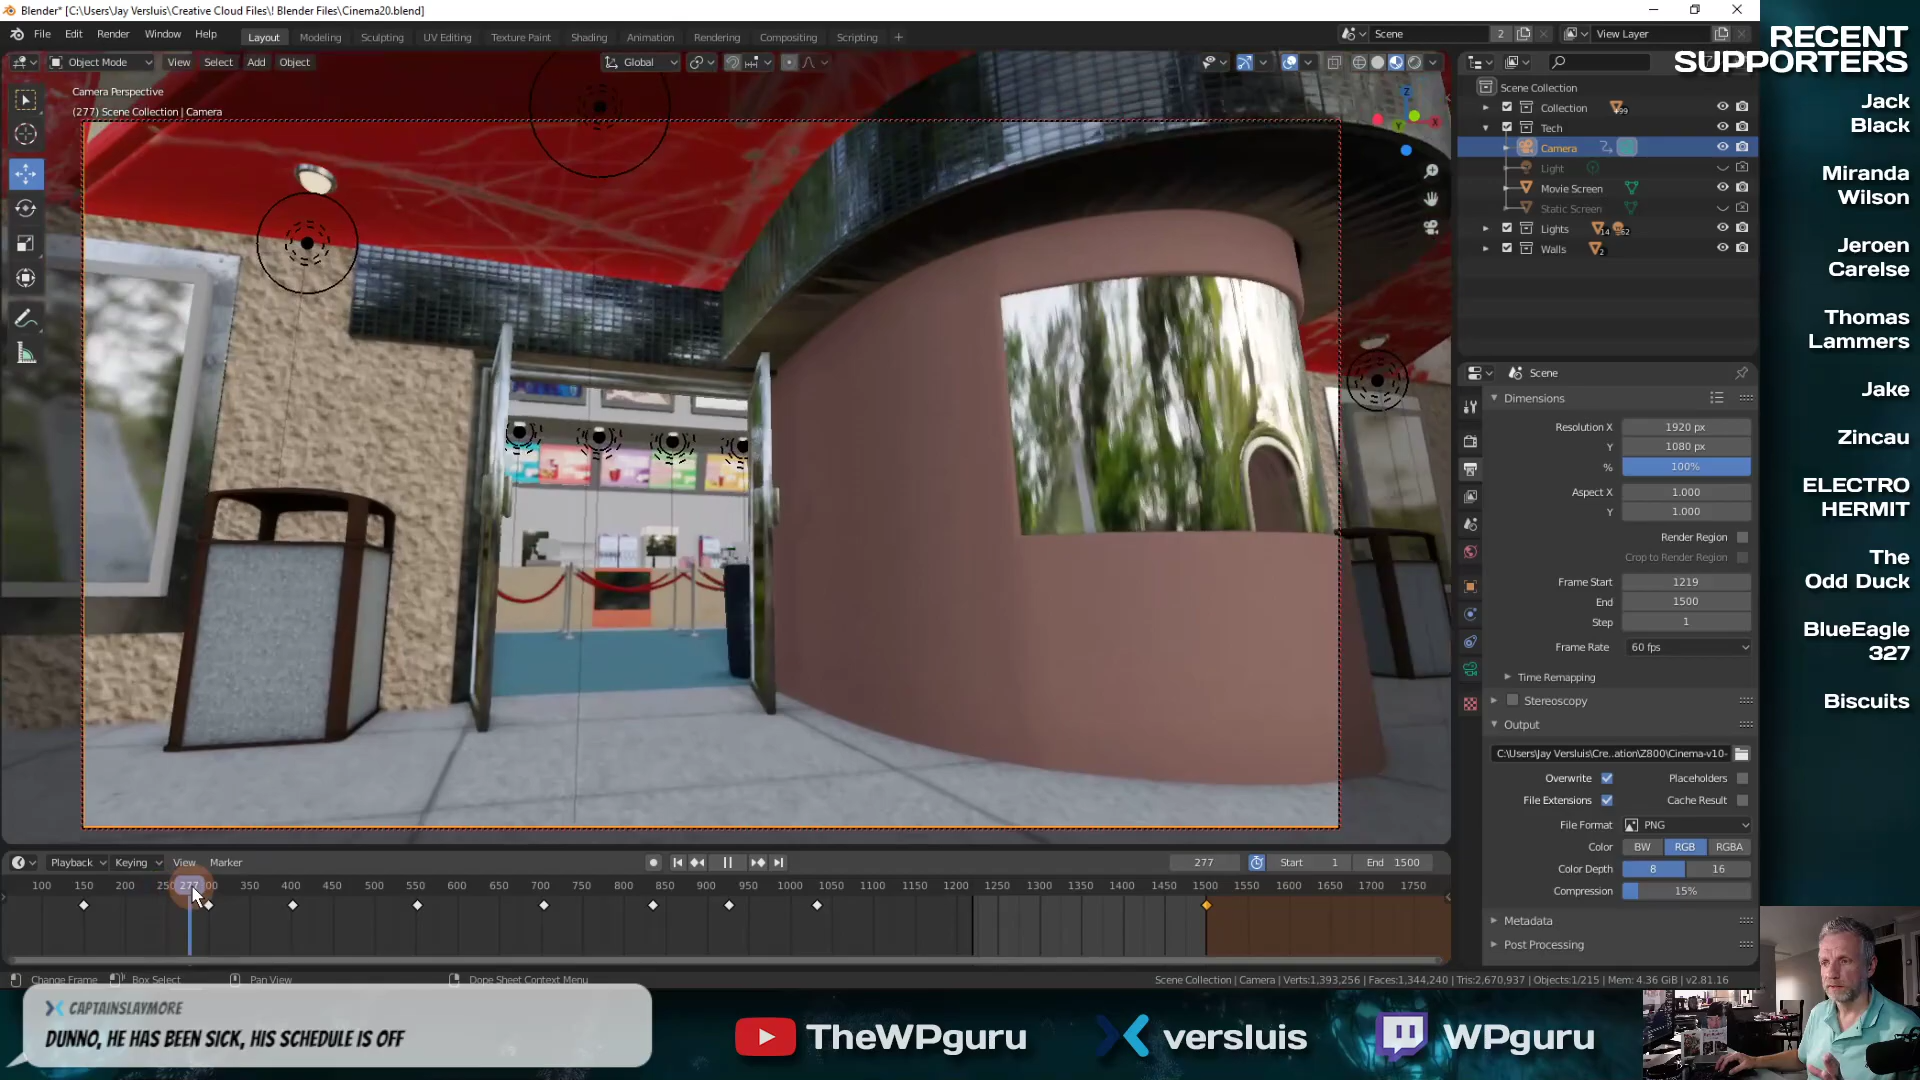 Blender* [C:\Users\Jay Versluis\Creative Cloud Files\! Blender Files\Cinema20.blend]
File Edit Render Window Help
Layout Modeling Sculpting UV Editing Texture Paint Shading Animation Rendering Compositing Scripting +
Scene 2 View Layer
Object Mode View Select Add Object Global
Camera Perspective
(277) Scene Collection | Camera
Z
X
Y
Scene Collection
Collection
Tech
Camera
Light
Movie Screen
Static Screen
Lights 14
Walls 2
Scene
Dimensions
Resolution X 1920 px
Y 1080 px
% 100%
Aspect X 1.000
Y 1.000
Render Region
Crop to Render Region
Frame Start 1219
End 1500
Step 1
Frame Rate 60 fps
Time Remapping
Stereoscopy
Output
C:\Users\Jay Versluis\Cre..ation\Z800\Cinema-v10-
Overwrite Placeholders
File Extensions Cache Result
File Format PNG
Color BW RGB RGBA
Color Depth 8 16
Compression 15%
Metadata
Post Processing
Playback Keying View Marker
277 Start 1 End 1500
100 150 200 277 350 400 450 500 550 600 650 700 750 800 850 900 950 1000 1050 1100 1150 1200 1250 1300 1350 1400 1450 1500 1550 1600 1650 1700 1750
Change Frame Box Select Pan View Dope Sheet Context Menu
Scene Collection | Camera | Verts:1,393,256 | Faces:1,344,240 | Tris:2,670,937 | Objects:1/215 | Mem: 4.36 GiB | v2.81.16
RECENT
SUPPORTERS
Jack
Black
Miranda
Wilson
Jeroen
Carelse
Thomas
Lammers
Jake
Zincau
ELECTRO
HERMIT
The
Odd Duck
BlueEagle
327
Biscuits
CAPTAINSLAYMORE
DUNNO, HE HAS BEEN SICK, HIS SCHEDULE IS OFF
TheWPguru
versluis
WPguru